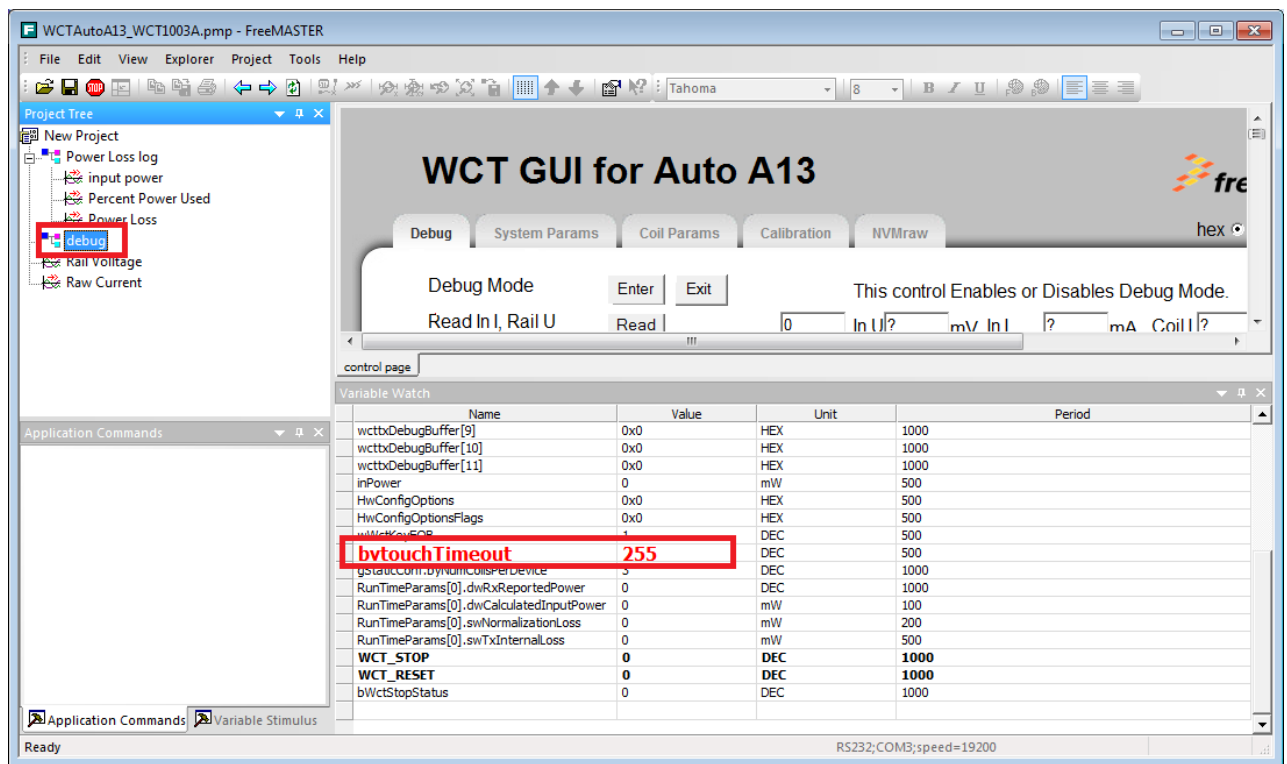 WCTAutoA13_WCT1003A.pmp - FreeMASTER
File Edit View Explorer Project Tools Help
STOP Tahoma 8 B I U
Project Tree
New Project
Power Loss log
input power
Percent Power Used
Power Loss
debug
Rail Volltage
Raw Current
WCT GUI for Auto A13
fre
Debug System Params Coil Params Calibration NVMraw hex
Debug Mode Enter Exit This control Enables or Disables Debug Mode.
Read In I, Rail U Read 0 In U ? mV In I ? mA Coil I ?
control page
Variable Watch
Name Value Unit Period
wcttxDebugBuffer[9] 0x0 HEX 1000
wcttxDebugBuffer[10] 0x0 HEX 1000
wcttxDebugBuffer[11] 0x0 HEX 1000
inPower 0 mW 500
HwConfigOptions 0x0 HEX 500
HwConfigOptionsFlags 0x0 HEX 500
DEC 500
bytouchTimeout 255 DEC 500
gStaticConf.byNumCoilsPerDevice 3 DEC 1000
RunTimeParams[0].dwRxReportedPower 0 DEC 1000
RunTimeParams[0].dwCalculatedInputPower 0 mW 100
RunTimeParams[0].swNormalizationLoss 0 mW 200
RunTimeParams[0].swTxInternalLoss 0 mW 500
WCT_STOP 0 DEC 1000
WCT_RESET 0 DEC 1000
bWctStopStatus 0 DEC 1000
Application Commands
Application Commands Variable Stimulus
Ready RS232;COM3;speed=19200